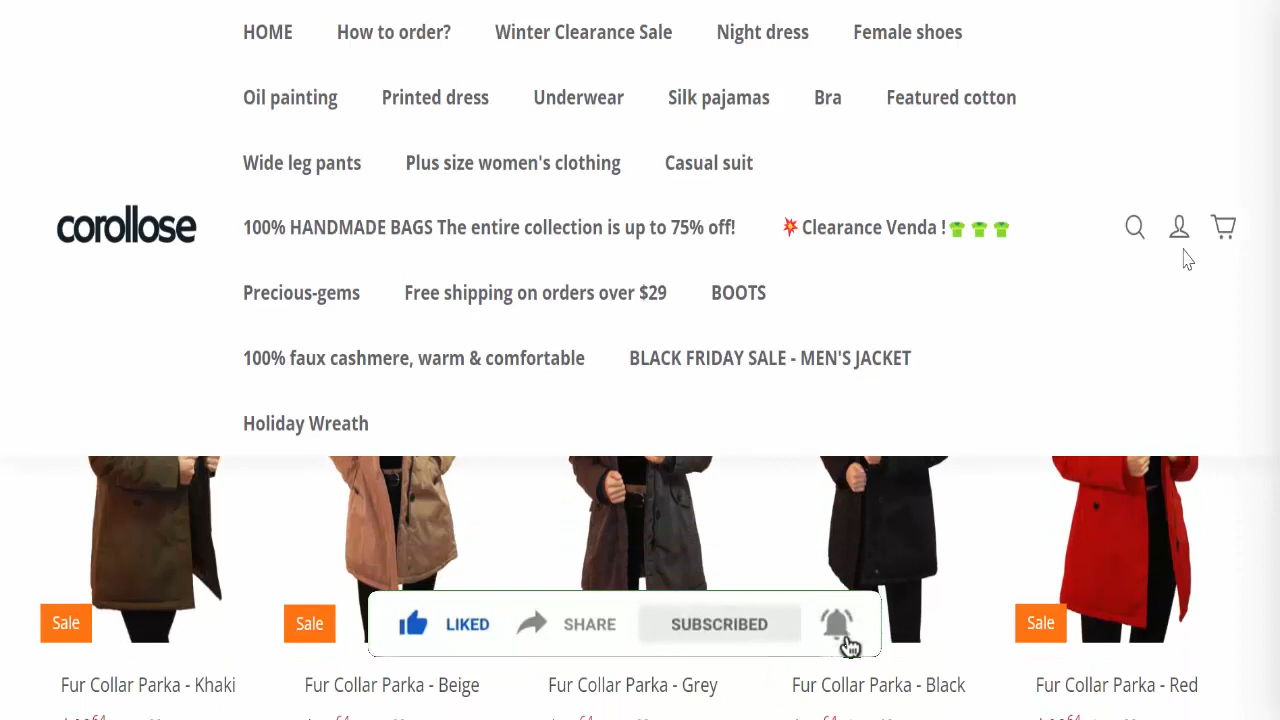 HOME How to order? Winter Clearance Sale Night dress Female shoes
Oil painting Printed dress Underwear Silk pajamas Bra Featured cotton
Wide leg pants Plus size women's clothing Casual suit
corollose
100% HANDMADE BAGS The entire collection is up to 75% off! 💥Clearance Venda !👕👕👕
Precious-gems Free shipping on orders over $29 BOOTS
100% faux cashmere, warm & comfortable BLACK FRIDAY SALE - MEN'S JACKET
Holiday Wreath
Sale Sale Sale
LIKED SHARE SUBSCRIBED
Fur Collar Parka - Khaki Fur Collar Parka - Beige Fur Collar Parka - Grey Fur Collar Parka - Black Fur Collar Parka - Red